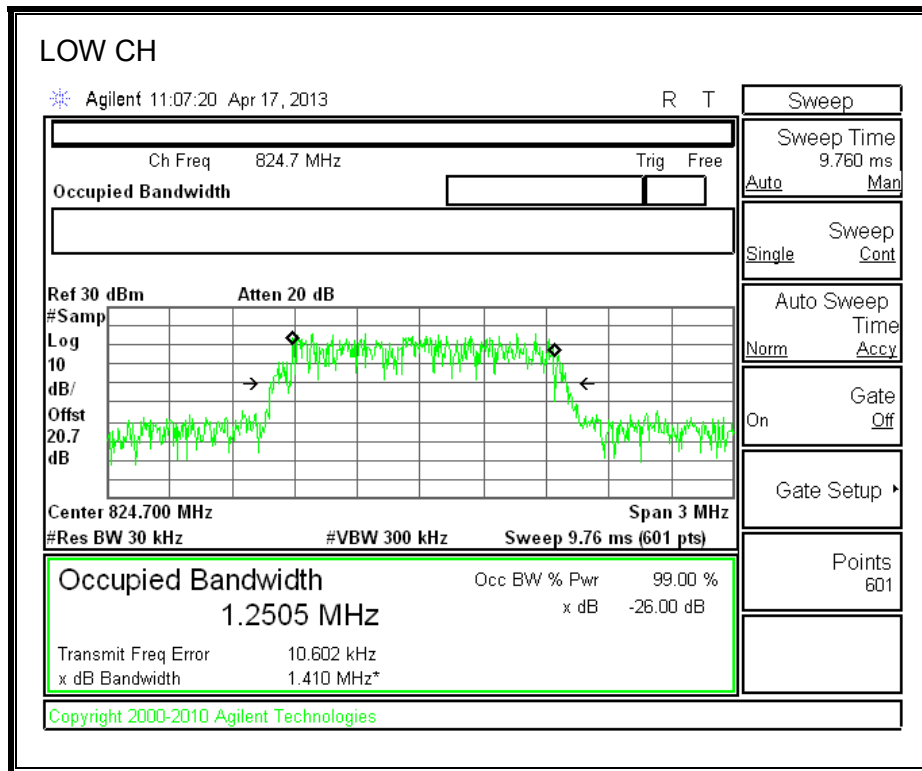 LOW CH
Agilent 11:07:20 Apr 17, 2013 R T
Ch Freq 824.7 MHz Trig Free
Occupied Bandwidth
Ref 30 dBm Atten 20 dB
#Samp
Log
10
dB/
Offst
20.7
dB
Center 824.700 MHz Span 3 MHz
#Res BW 30 kHz #VBW 300 kHz Sweep 9.76 ms (601 pts)
Occupied Bandwidth Occ BW % Pwr 99.00 %
1.2505 MHz x dB -26.00 dB
Transmit Freq Error 10.602 kHz
x dB Bandwidth 1.410 MHz*
Copyright 2000-2010 Agilent Technologies
Sweep
Sweep Time
9.760 ms
Auto Man
Sweep
Single Cont
Auto Sweep
Time
Norm Accy
Gate
On Off
Gate Setup
Points
601